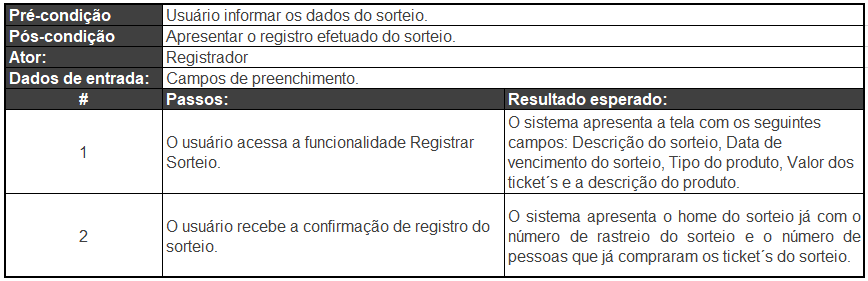 Pré-condição Usuário informar os dados do sorteio.
Pós-condição Apresentar o registro efetuado do sorteio.
Ator: Registrador
Dados de entrada: Campos de preenchimento.
# Passos: Resultado esperado:
1
O usuário acessa a funcionalidade Registrar
Sorteio.
O sistema apresenta a tela com os seguintes
campos: Descrição do sorteio, Data de
vencimento do sorteio, Tipo do produto, Valor dos
ticket´s e a descrição do produto.
2
O usuário recebe a confirmação de registro do
sorteio.
O sistema apresenta o home do sorteio já com o
número de rastreio do sorteio e o número de
pessoas que já compraram os ticket´s do sorteio.